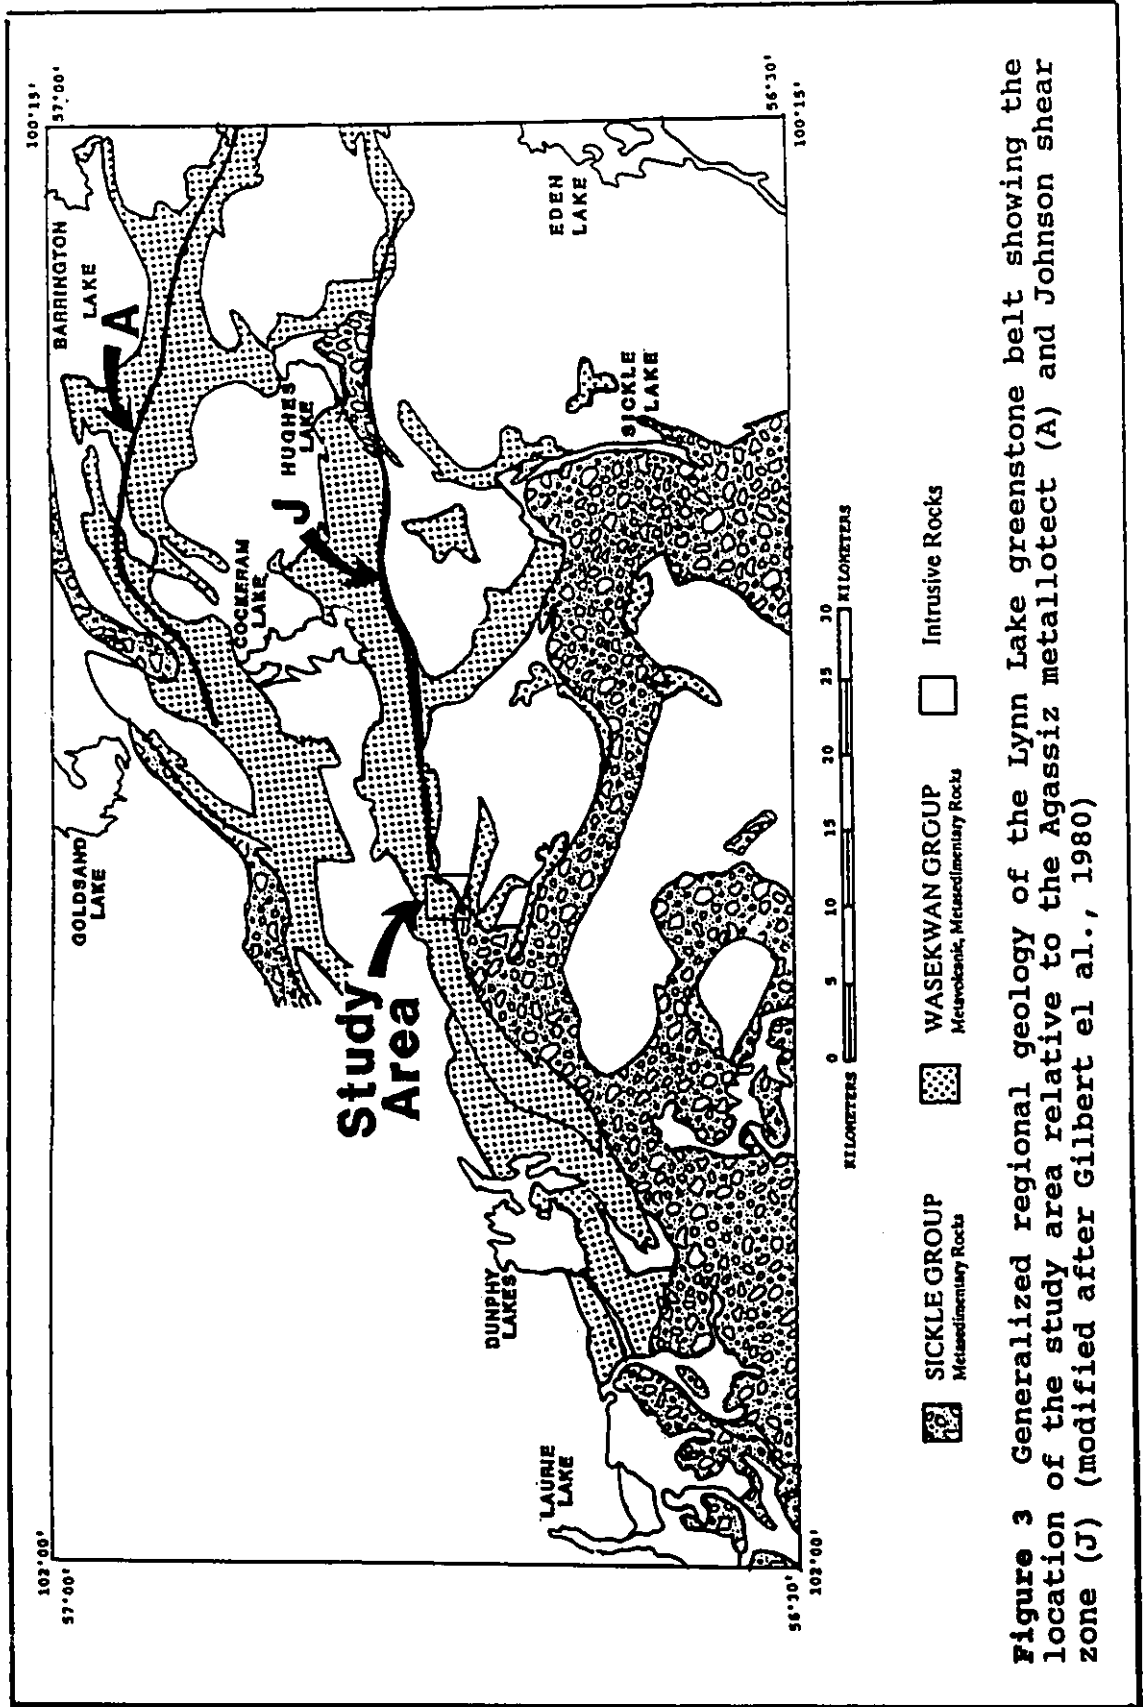 102°00'
57°00'
100°15'
57°00'
BARRINGTON
LAKE
A
GOLDSAND
LAKE
COCKERAM
LAKE
HUGHES
LAKE
J
Study
Area
DUNPHY
LAKES
LAURIE
LAKE
SICKLE
LAKE
EDEN
LAKE
56°30'
102°00'
56°30'
100°15'
KILOMETERS 0 5 10 15 20 25 30 KILOMETERS
SICKLE GROUP
Metasedimentary Rocks
WASEKWAN GROUP
Metavolcanic, Metasedimentary Rocks
Intrusive Rocks
Figure 3 Generalized regional geology of the Lynn Lake greenstone belt showing the
location of the study area relative to the Agassiz metallotect (A) and Johnson shear
zone (J) (modified after Gilbert el al., 1980)